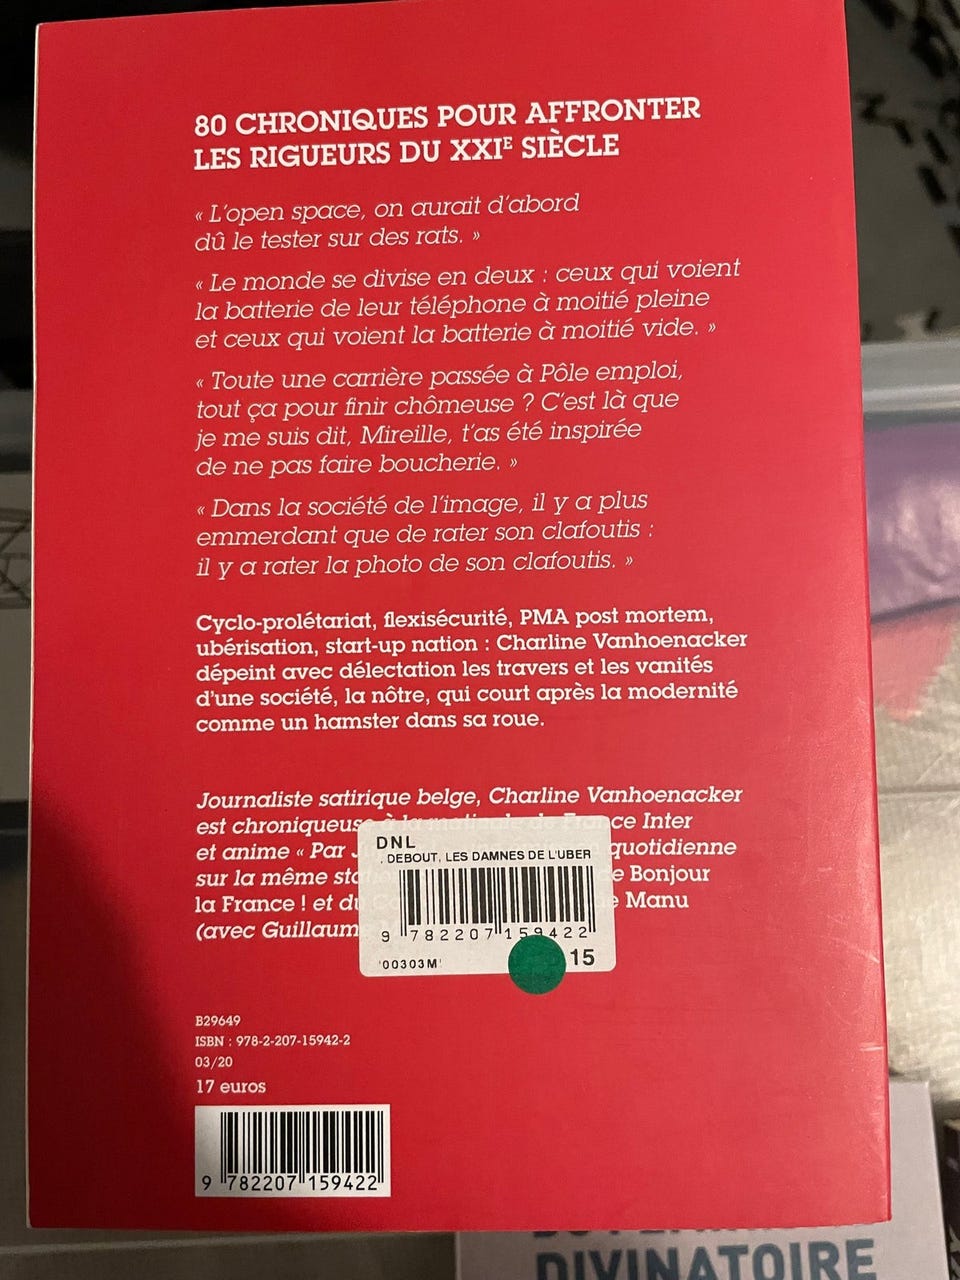 80 CHRONIQUES POUR AFFRONTER
LES RIGUEURS DU XXIE SIÈCLE
« L'open space, on aurait d'abord
dû le tester sur des rats. »
« Le monde se divise en deux : ceux qui voient
la batterie de leur téléphone à moitié pleine
et ceux qui voient la batterie à moitié vide. »
« Toute une carrière passée à Pôle emploi,
tout ça pour finir chômeuse ? C'est là que
je me suis dit, Mireille, t'as été inspirée
de ne pas faire boucherie. »
« Dans la société de l'image, il y a plus
emmerdant que de rater son clafoutis :
il y a rater la photo de son clafoutis. »
Cyclo-prolétariat, flexisécurité, PMA post mortem,
ubérisation, start-up nation : Charline Vanhoenacker
dépeint avec délectation les travers et les vanités
d'une société, la nôtre, qui court après la modernité
comme un hamster dans sa roue.
Journaliste satirique belge, Charline Vanhoenacker
est chroniqueuse à la matinale de France Inter
et anime « Par quotidienne
sur la même Bonjour
la France ! et Manu
(avec
DNL
. DEBOUT, LES DAMNES DE L'UBER
9 782207 159422
00303M 15
B29649
ISBN : 978-2-207-15942-2
03/20
17 euros
9 782207 159422
DIVINATOIRE